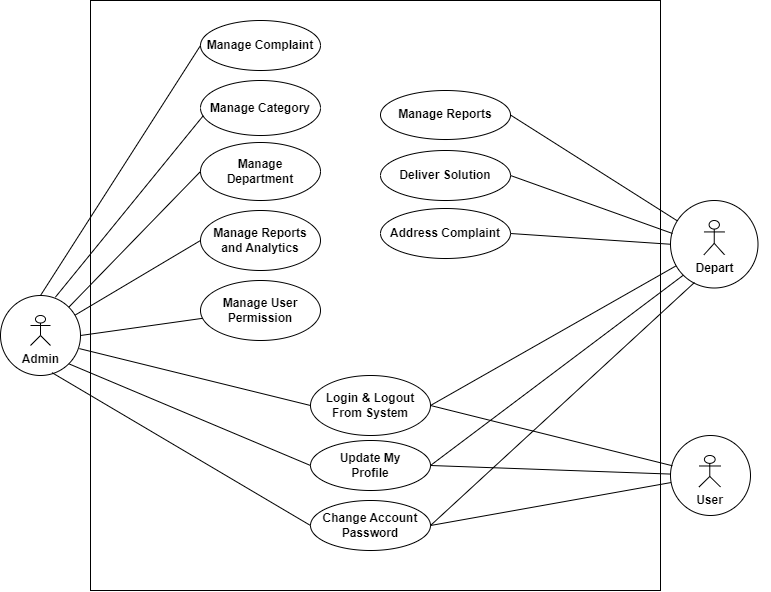 Manage Complaint
Manage Category
Manage
Department
Manage Reports
and Analytics
Manage User
Permission
Manage Reports
Deliver Solution
Address Complaint
Depart
Admin
Login & Logout
From System
Update My
Profile
Change Account
Password
User